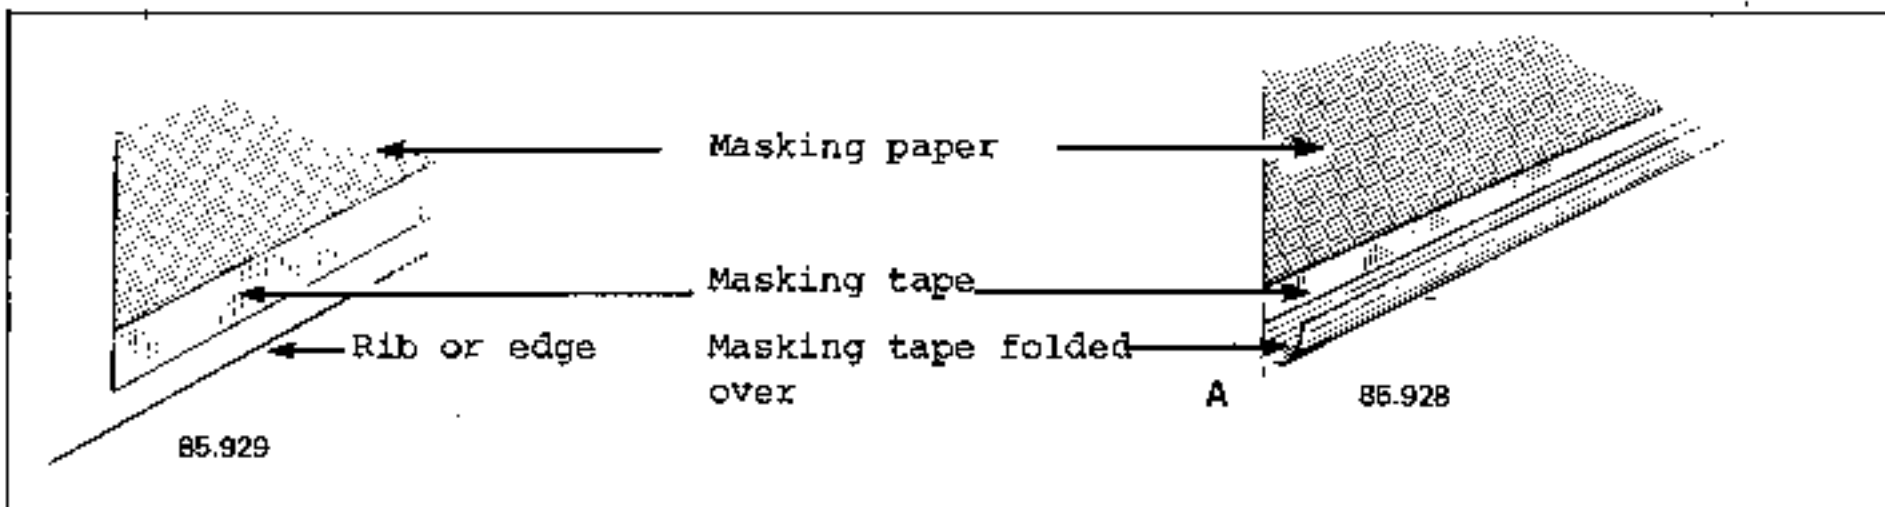 Masking paper
Masking tape
Rib or edge
Masking tape folded
over
A
85.928
85.929